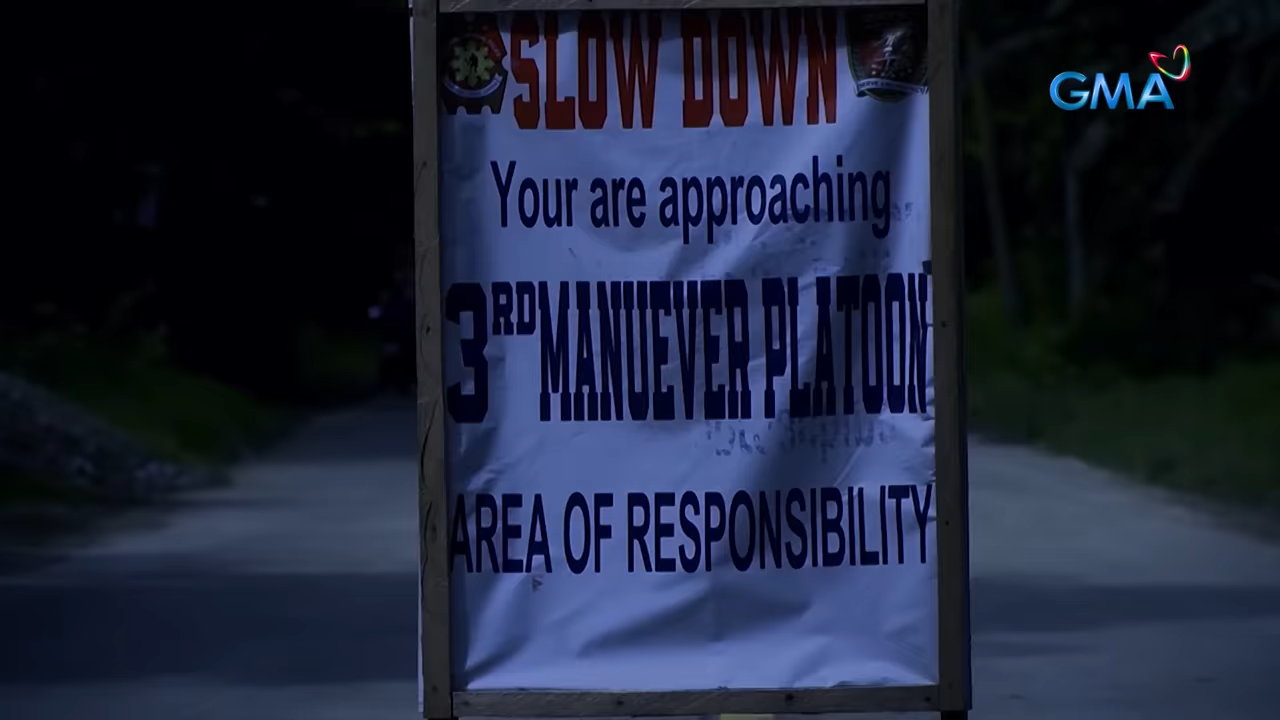 SLOW DOWN
GMA
Your are approaching
3RD MANUEVER PLATOON
AREA OF RESPONSIBILITY